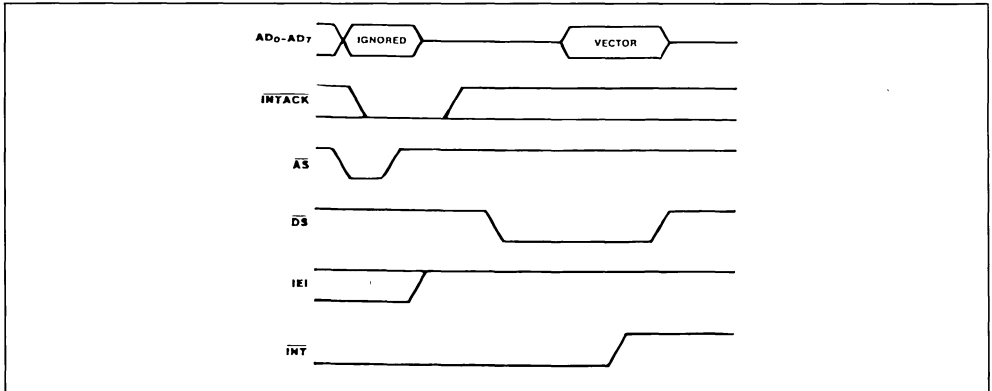 AD0-AD7 IGNORED VECTOR
INTACK
AS
DS
IEI
INT